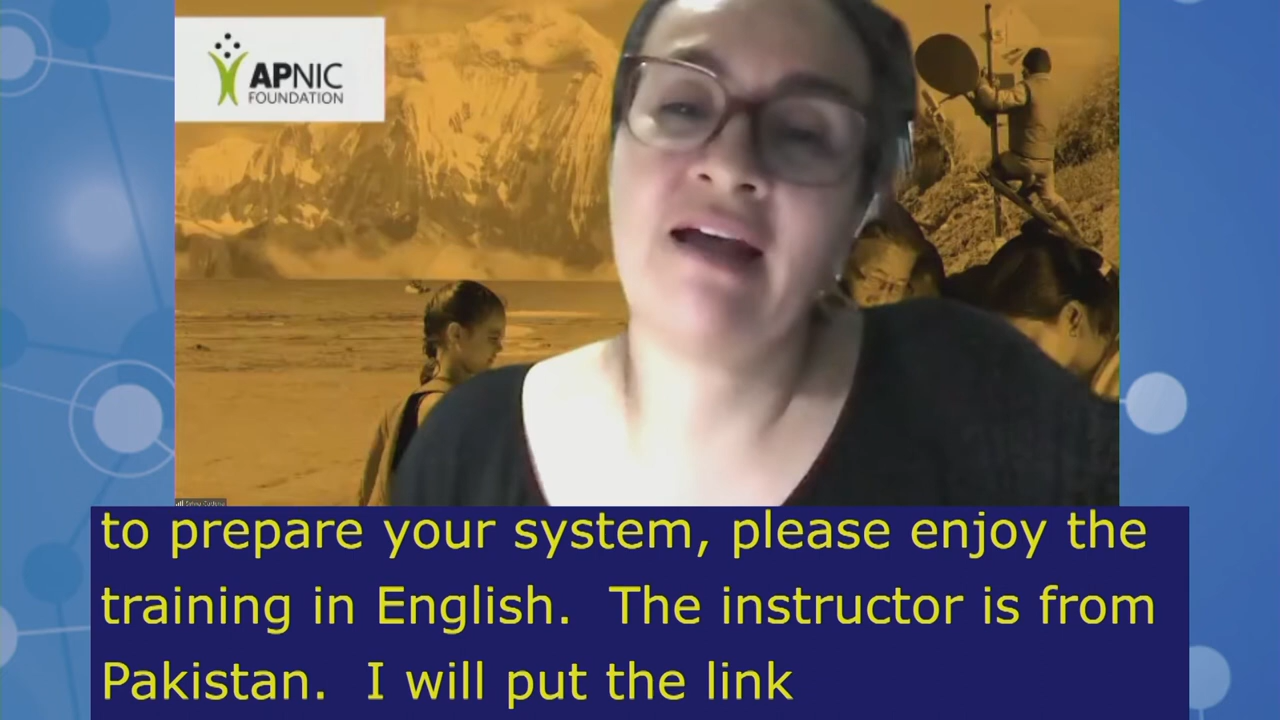 APNIC
FOUNDATION
to prepare your system, please enjoy the
training in English.  The instructor is from
Pakistan.  I will put the link